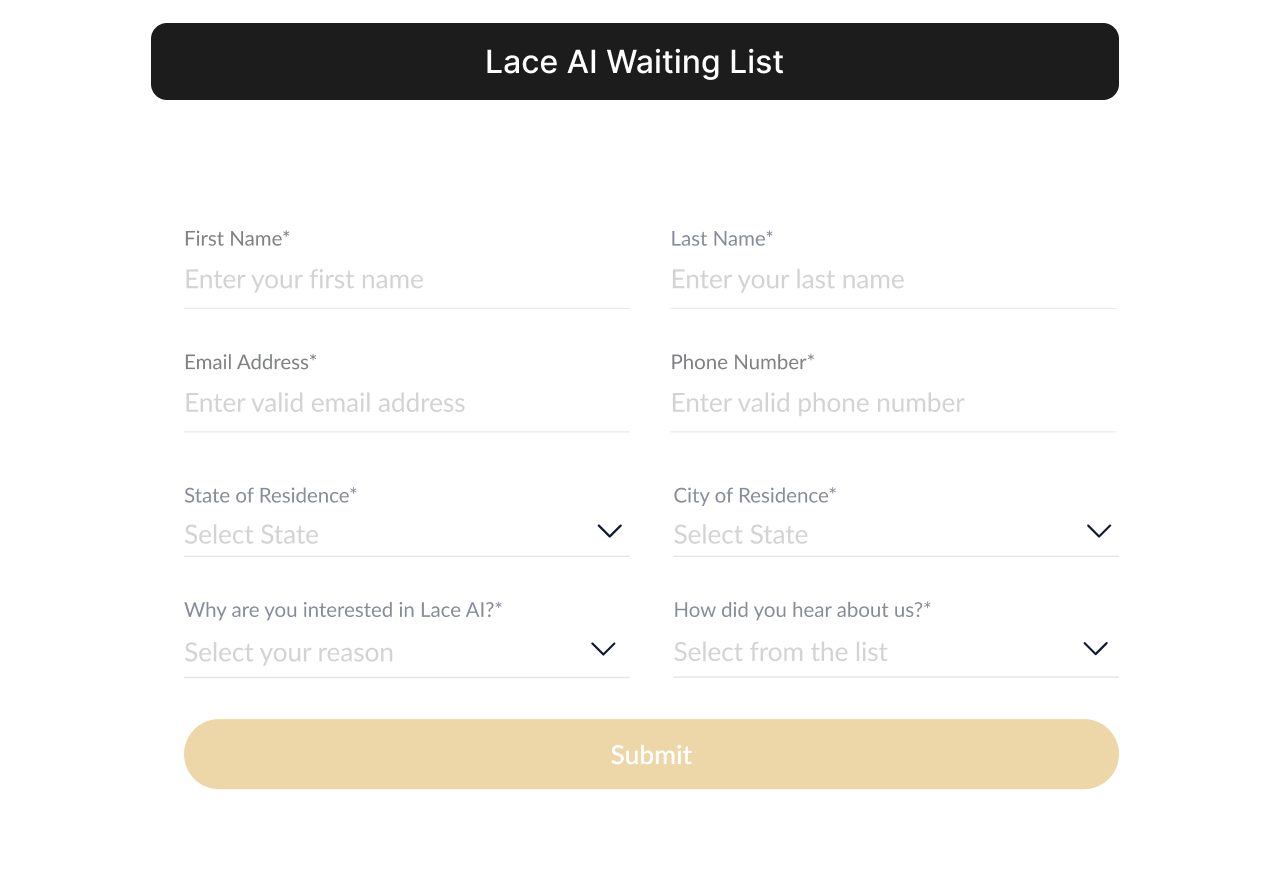 Lace AI Waiting List
First Name*
Last Name*
Enter your first name
Enter your last name
Email Address*
Phone Number*
Enter valid email address
Enter valid phone number
State of Residence*
City of Residence*
Select State
Select State
Why are you interested in Lace AI?*
How did you hear about us?*
Select your reason
Select from the list
Submit